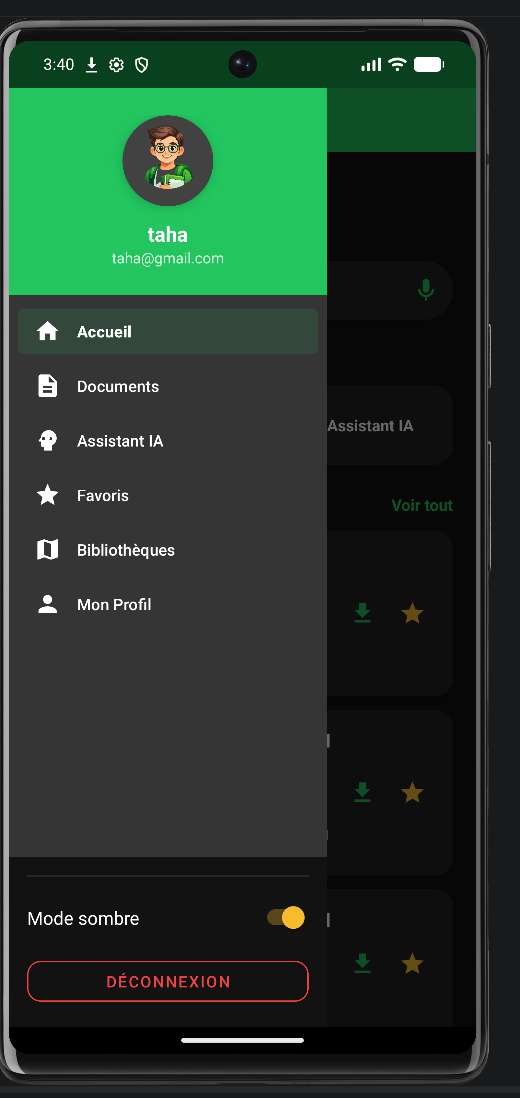 3:40
taha
taha@gmail.com
Accueil
Documents
Assistant IA
Favoris
Bibliothèques
Mon Profil
Assistant IA
Voir tout
Mode sombre
DÉCONNEXION